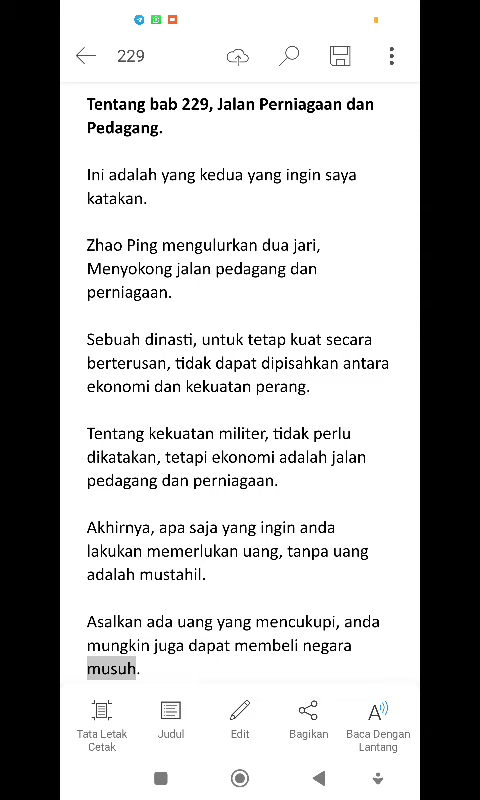 229
Tentang bab 229, Jalan Perniagaan dan
Pedagang.
Ini adalah yang kedua yang ingin saya
katakan.
Zhao Ping mengulurkan dua jari,
Menyokong jalan pedagang dan
perniagaan.
Sebuah dinasti, untuk tetap kuat secara
berterusan, tidak dapat dipisahkan antara
ekonomi dan kekuatan perang.
Tentang kekuatan militer, tidak perlu
dikatakan, tetapi ekonomi adalah jalan
pedagang dan perniagaan.
Akhirnya, apa saja yang ingin anda
lakukan memerlukan uang, tanpa uang
adalah mustahil.
Asalkan ada uang yang mencukupi, anda
mungkin juga dapat membeli negara
musuh.
Tata Letak Cetak
Judul
Edit
Bagikan
Baca Dengan Lantang